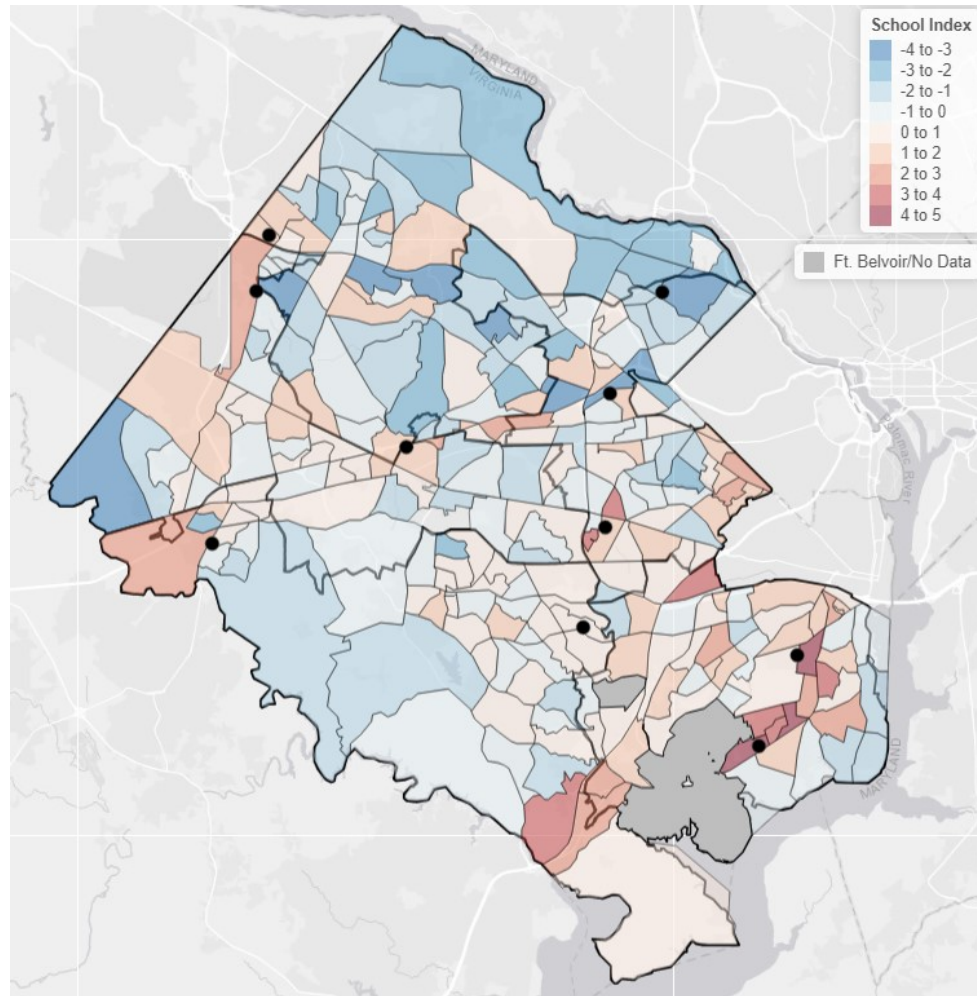 School Index
-4 to -3
-3 to -2
-2 to -1
-1 to 0
0 to 1
1 to 2
2 to 3
3 to 4
4 to 5
Ft. Belvoir/No Data
MARYLAND
VIRGINIA
Potomac River
MARYLAND